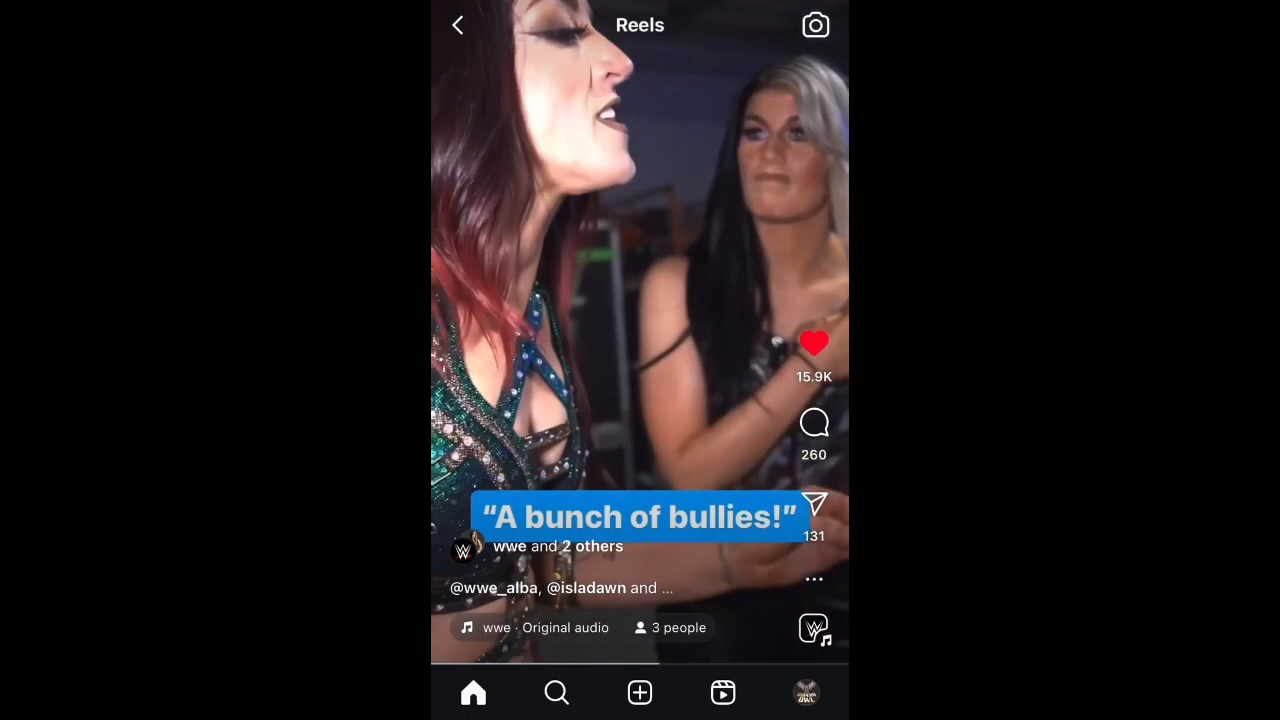 Reels
15.9K
260
“A bunch of bullies!”
131
wwe and 2 others
@wwe_alba, @isladawn and ...
wwe · Original audio
3 people